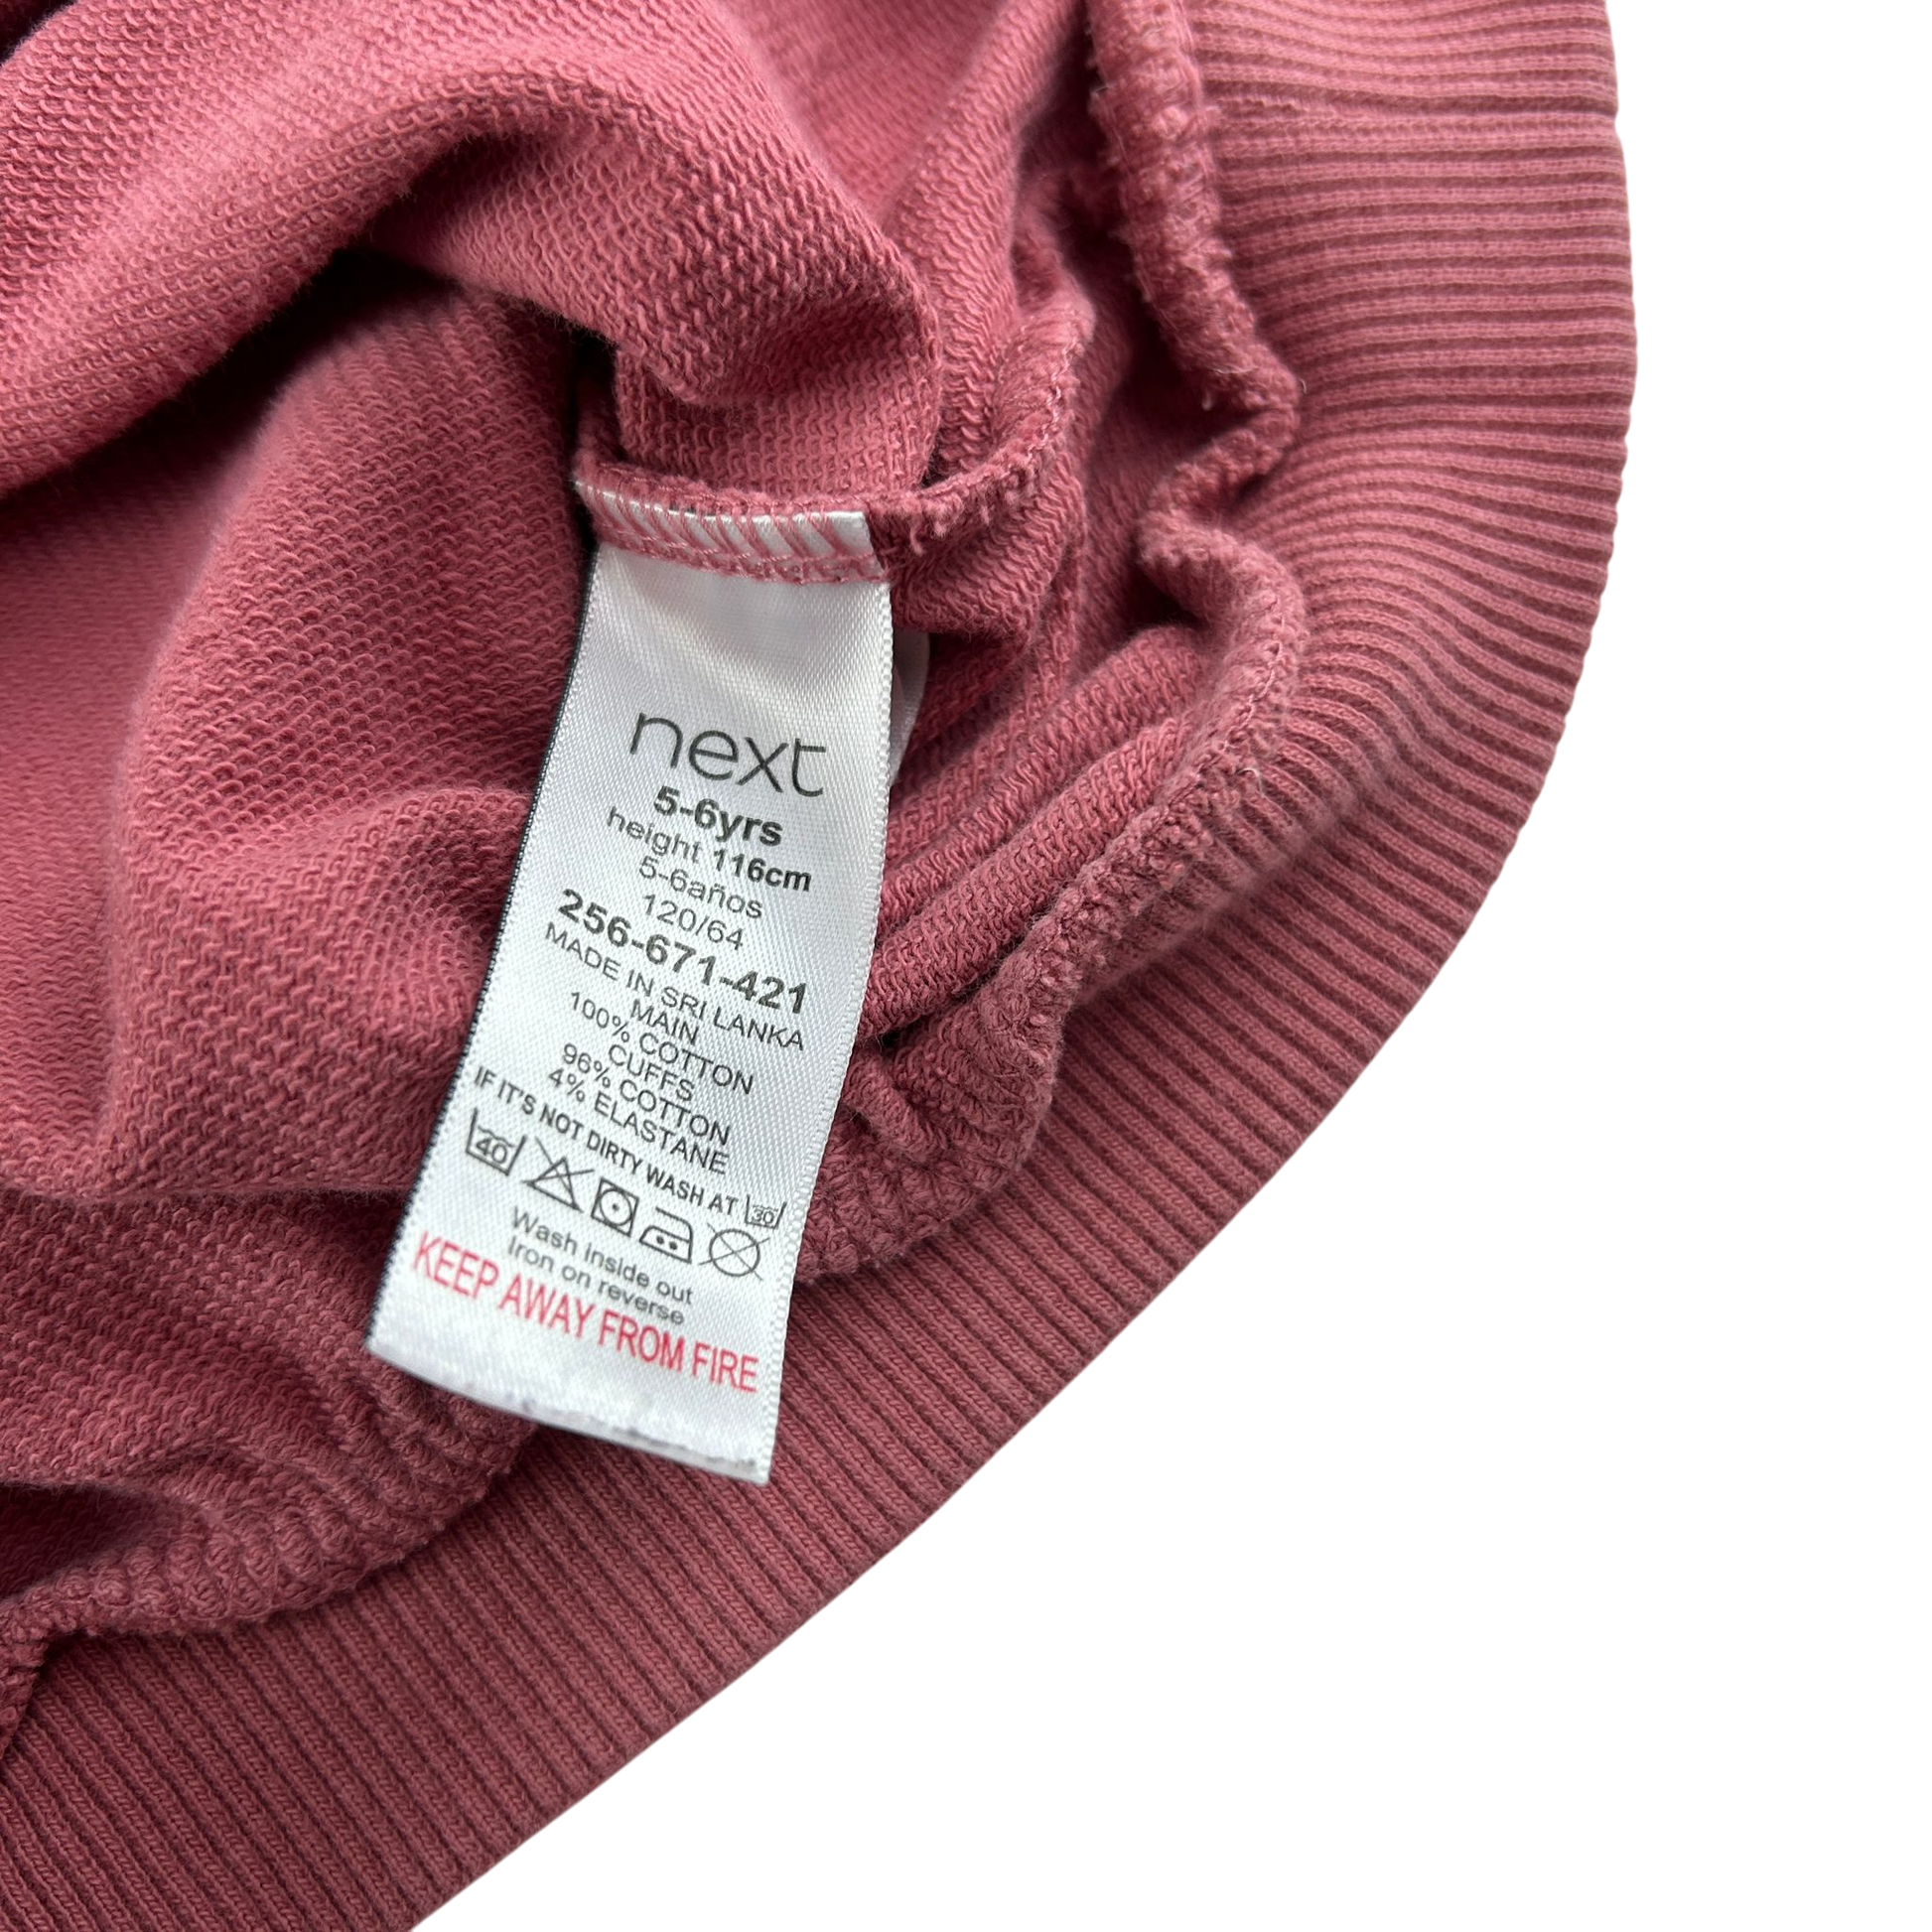 next
5-6yrs
height 116cm
5-6años
120/64
256-671-421
MADE IN SRI LANKA
MAIN
100% COTTON
CUFFS
96% COTTON
4% ELASTANE
IF IT'S NOT DIRTY WASH AT 30
40
Wash inside out
Iron on reverse
KEEP AWAY FROM FIRE